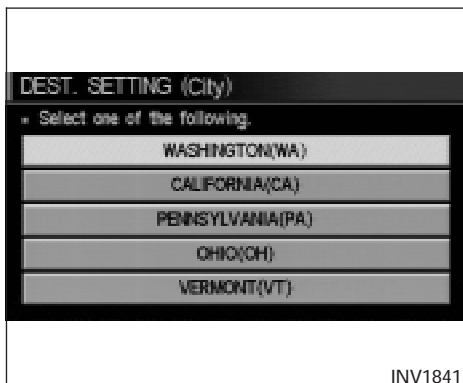 DEST. SETTING (City)
Select one of the following.
WASHINGTON(WA)
CALIFORNIA(CA)
PENNSYLVANIA(PA)
OHIO(OH)
VERMONT(VT)
INV1841